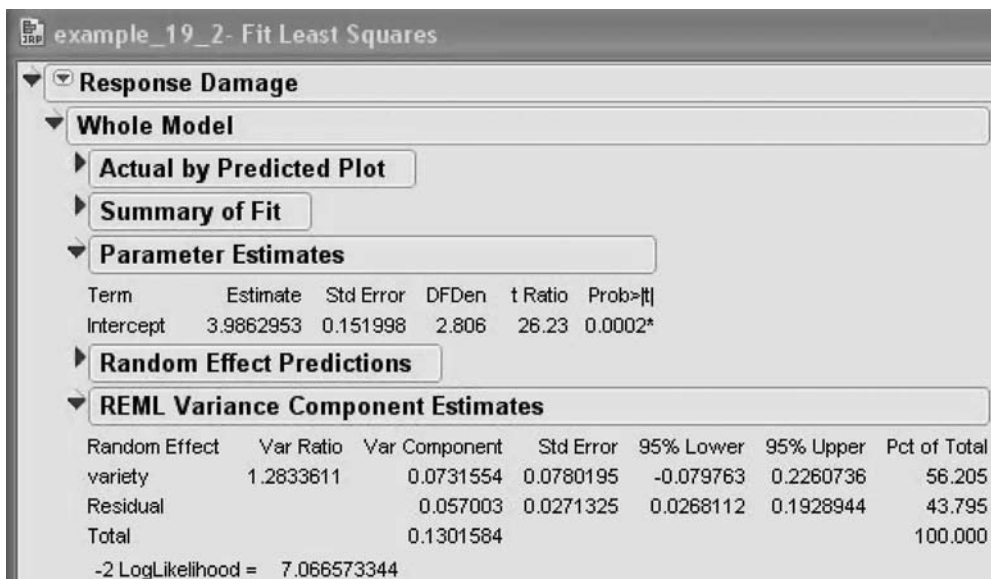 example_19_2- Fit Least Squares
Response Damage
Whole Model
Actual by Predicted Plot
Summary of Fit
Parameter Estimates
Term Estimate Std Error DFDen t Ratio Prob>|t|
Intercept 3.9862953 0.151998 2.806 26.23 0.0002*
Random Effect Predictions
REML Variance Component Estimates
Random Effect Var Ratio Var Component Std Error 95% Lower 95% Upper Pct of Total
variety 1.2833611 0.0731554 0.0780195 -0.079763 0.2260736 56.205
Residual 0.057003 0.0271325 0.0268112 0.1928944 43.795
Total 0.1301584 100.000
-2 LogLikelihood = 7.066573344